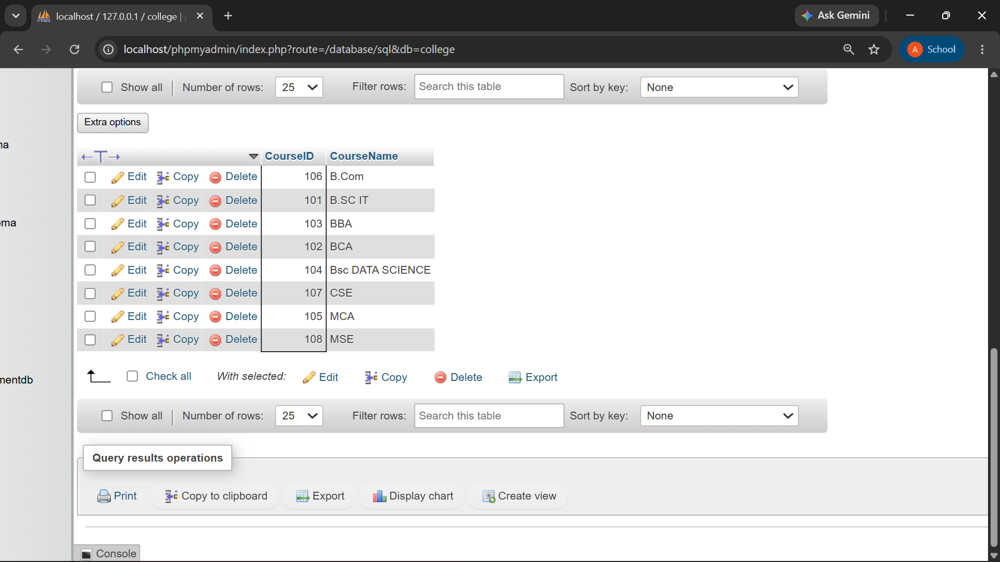 localhost / 127.0.0.1 / college |
Ask Gemini
localhost/phpmyadmin/index.php?route=/database/sql&db=college
A School
Show all Number of rows: 25 Filter rows: Search this table Sort by key: None
Extra options
na
ema
mentdb
CourseID CourseName
Edit Copy Delete 106 B.Com
Edit Copy Delete 101 B.SC IT
Edit Copy Delete 103 BBA
Edit Copy Delete 102 BCA
Edit Copy Delete 104 Bsc DATA SCIENCE
Edit Copy Delete 107 CSE
Edit Copy Delete 105 MCA
Edit Copy Delete 108 MSE
Check all With selected: Edit Copy Delete Export
Show all Number of rows: 25 Filter rows: Search this table Sort by key: None
Query results operations
Print Copy to clipboard Export Display chart Create view
Console